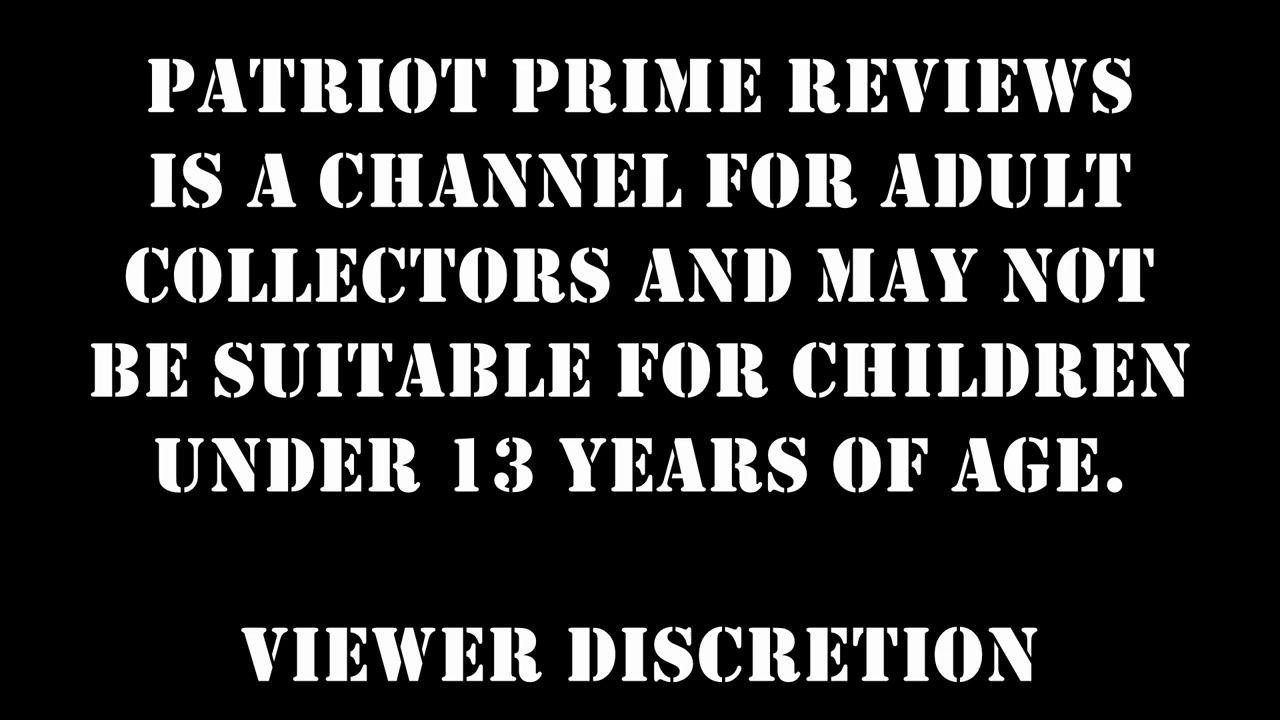 PATRIOT PRIME REVIEWS
IS A CHANNEL FOR ADULT
COLLECTORS AND MAY NOT
BE SUITABLE FOR CHILDREN
UNDER 13 YEARS OF AGE.
VIEWER DISCRETION